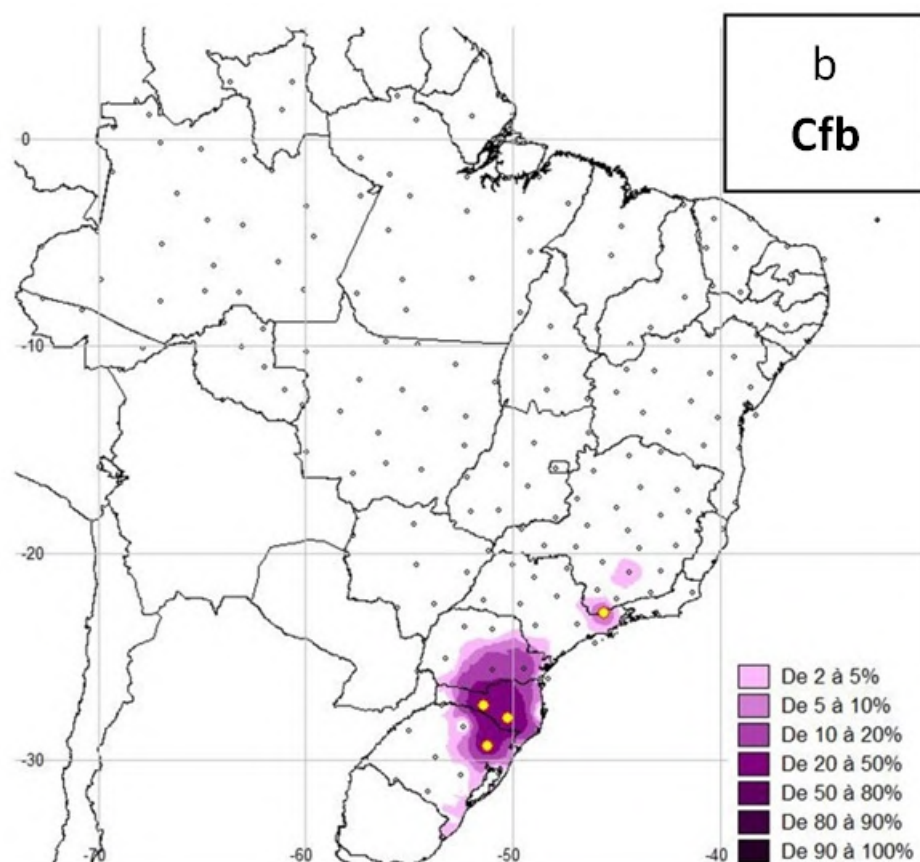 b
Cfb
0
-10
-20
-30
-70
-60
-50
-40
De 2 à 5%
De 5 à 10%
De 10 à 20%
De 20 à 50%
De 50 à 80%
De 80 à 90%
De 90 à 100%